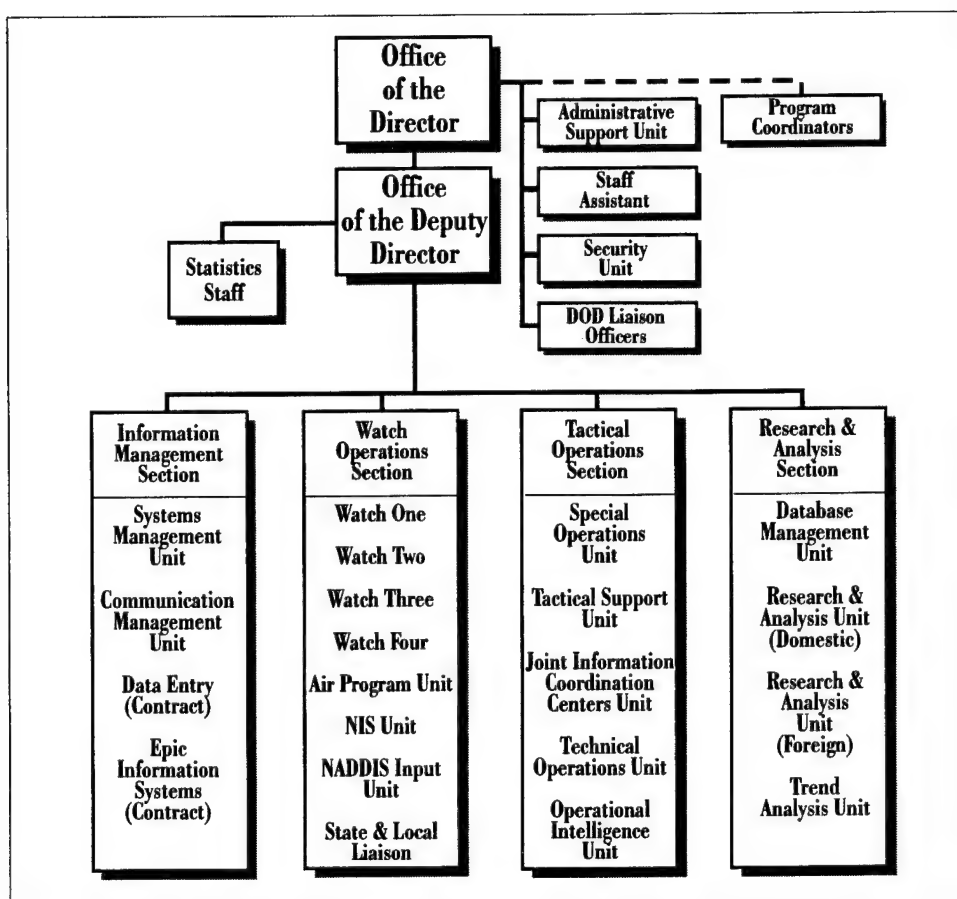 Office
of the
Director
Administrative
Support Unit
Program
Coordinators
Office
of the Deputy
Director
Staff
Assistant
Statistics
Staff
Security
Unit
DOD Liaison
Officers
Information
Management
Section
Systems
Management
Unit
Communication
Management
Unit
Data Entry
(Contract)
Epic
Information
Systems
(Contract)
Watch
Operations
Section
Watch One
Watch Two
Watch Three
Watch Four
Air Program Unit
NIS Unit
NADDIS Input
Unit
State & Local
Liaison
Tactical
Operations
Section
Special
Operations
Unit
Tactical Support
Unit
Joint Information
Coordination
Centers Unit
Technical
Operations Unit
Operational
Intelligence
Unit
Research &
Analysis
Section
Database
Management
Unit
Research &
Analysis Unit
(Domestic)
Research &
Analysis
Unit
(Foreign)
Trend
Analysis Unit